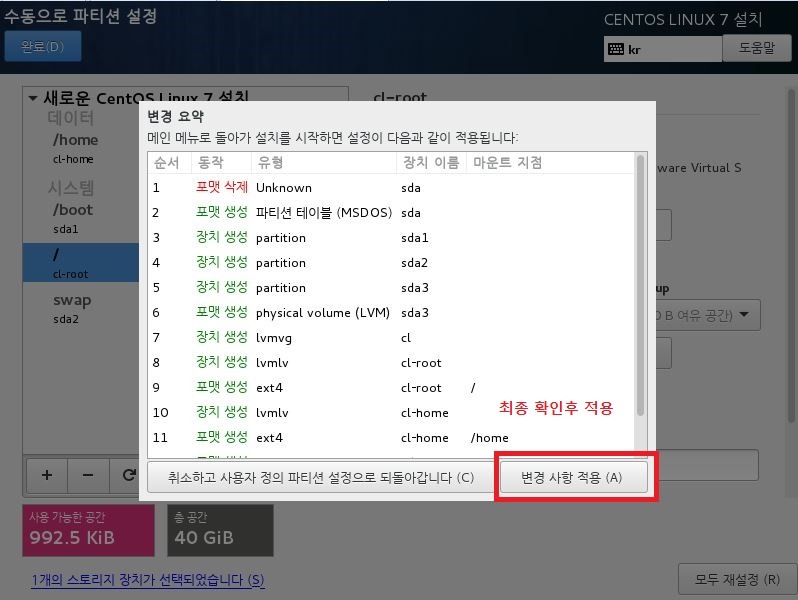 수동으로 파티션 설정
CENTOS LINUX 7 설치
완료(D)
kr
도움말
새로운 CentOS Linux 7 설치
데이터
/home
cl-home
시스템
/boot
sda1
/
cl-root
swap
sda2
cl-root
ware Virtual S
up
0 B 여유 공간)
변경 요약
메인 메뉴로 돌아가 설치를 시작하면 설정이 다음과 같이 적용됩니다:
순서 동작 유형 장치 이름 마운트 지점
1 포맷 삭제 Unknown sda
2 포맷 생성 파티션 테이블 (MSDOS) sda
3 장치 생성 partition sda1
4 장치 생성 partition sda2
5 장치 생성 partition sda3
6 포맷 생성 physical volume (LVM) sda3
7 장치 생성 lvmvg cl
8 장치 생성 lvmlv cl-root
9 포맷 생성 ext4 cl-root /
10 장치 생성 lvmlv cl-home
11 포맷 생성 ext4 cl-home /home
최종 확인후 적용
취소하고 사용자 정의 파티션 설정으로 되돌아갑니다 (C)
변경 사항 적용 (A)
+ − 
사용 가능한 공간
992.5 KiB
총 공간
40 GiB
1개의 스토리지 장치가 선택되었습니다 (S)
모두 재설정 (R)